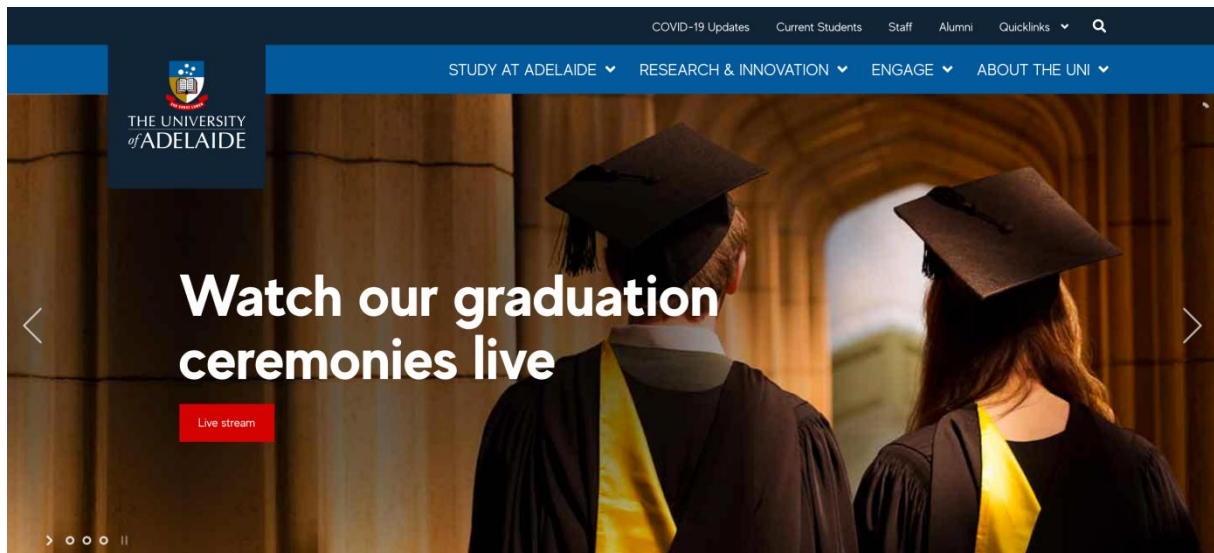 COVID-19 Updates Current Students Staff Alumni Quicklinks
STUDY AT ADELAIDE RESEARCH & INNOVATION ENGAGE ABOUT THE UNI
THE UNIVERSITY
of ADELAIDE
Watch our graduation
ceremonies live
Live stream